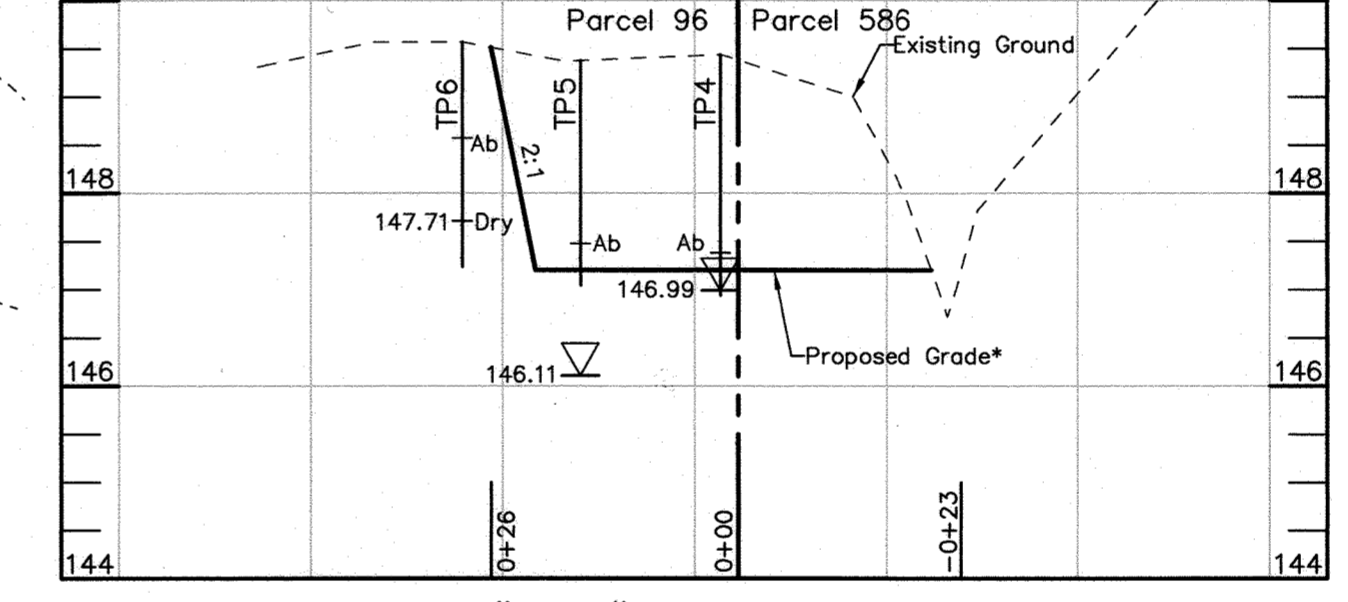 Parcel 96
Parcel 586
Existing Ground
TP6
TP5
TP4
Ab
2:1
148
148
147.71
Dry
Ab
Ab
146.99
Proposed Grade*
146.11
146
146
0+26
0+00
-0+23
144
144